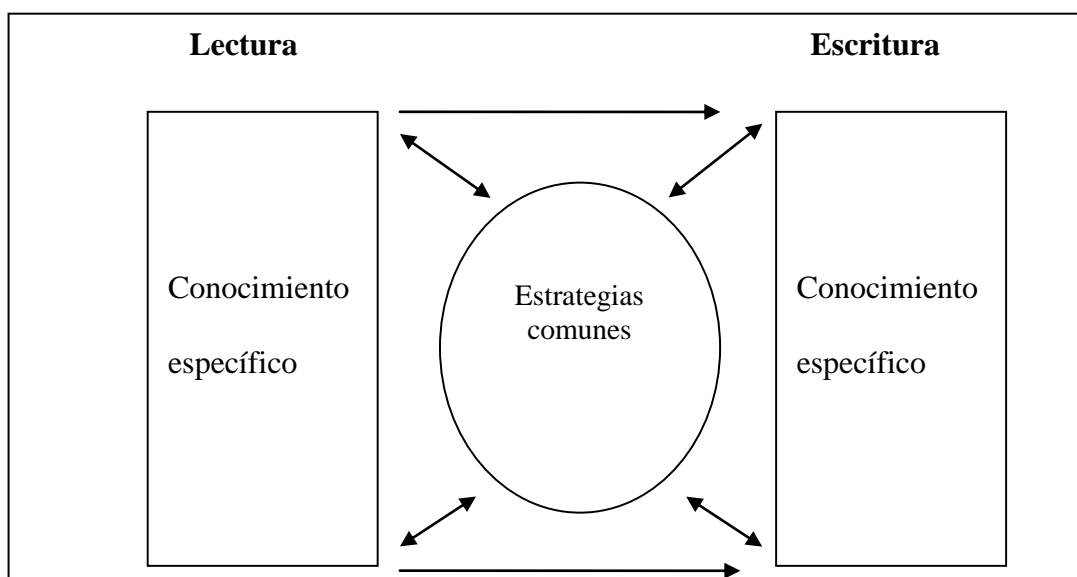 Lectura
Escritura
Conocimiento
específico
Estrategias
comunes
Conocimiento
específico